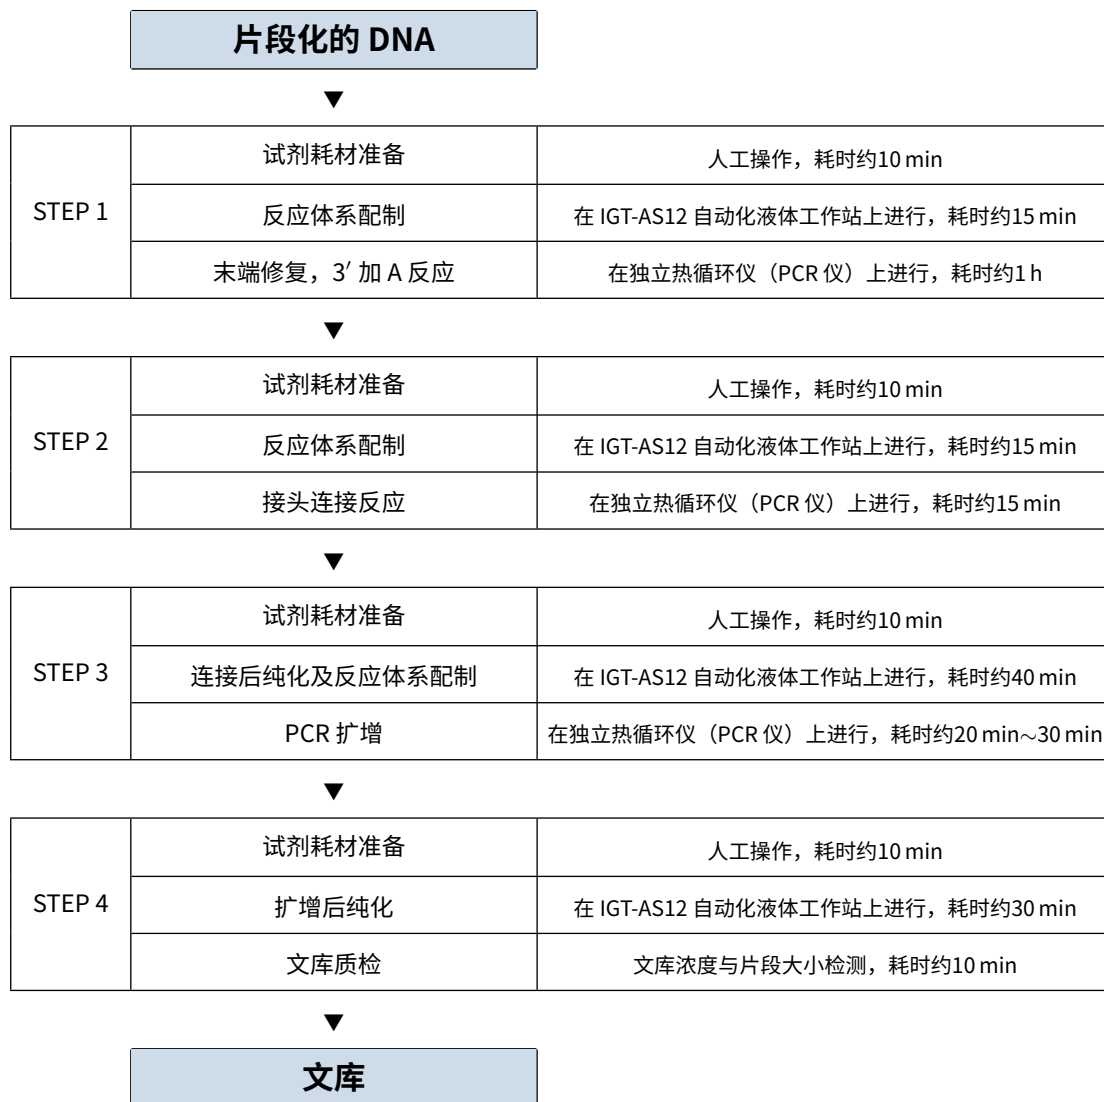 片段化的 DNA
▼
试剂耗材准备
人工操作，耗时约10 min
STEP 1
反应体系配制
在 IGT-AS12 自动化液体工作站上进行，耗时约15 min
末端修复，3′ 加 A 反应
在独立热循环仪（PCR 仪）上进行，耗时约1 h
▼
试剂耗材准备
人工操作，耗时约10 min
STEP 2
反应体系配制
在 IGT-AS12 自动化液体工作站上进行，耗时约15 min
接头连接反应
在独立热循环仪（PCR 仪）上进行，耗时约15 min
▼
试剂耗材准备
人工操作，耗时约10 min
STEP 3
连接后纯化及反应体系配制
在 IGT-AS12 自动化液体工作站上进行，耗时约40 min
PCR 扩增
在独立热循环仪（PCR 仪）上进行，耗时约20 min~30 min
▼
试剂耗材准备
人工操作，耗时约10 min
STEP 4
扩增后纯化
在 IGT-AS12 自动化液体工作站上进行，耗时约30 min
文库质检
文库浓度与片段大小检测，耗时约10 min
▼
文库